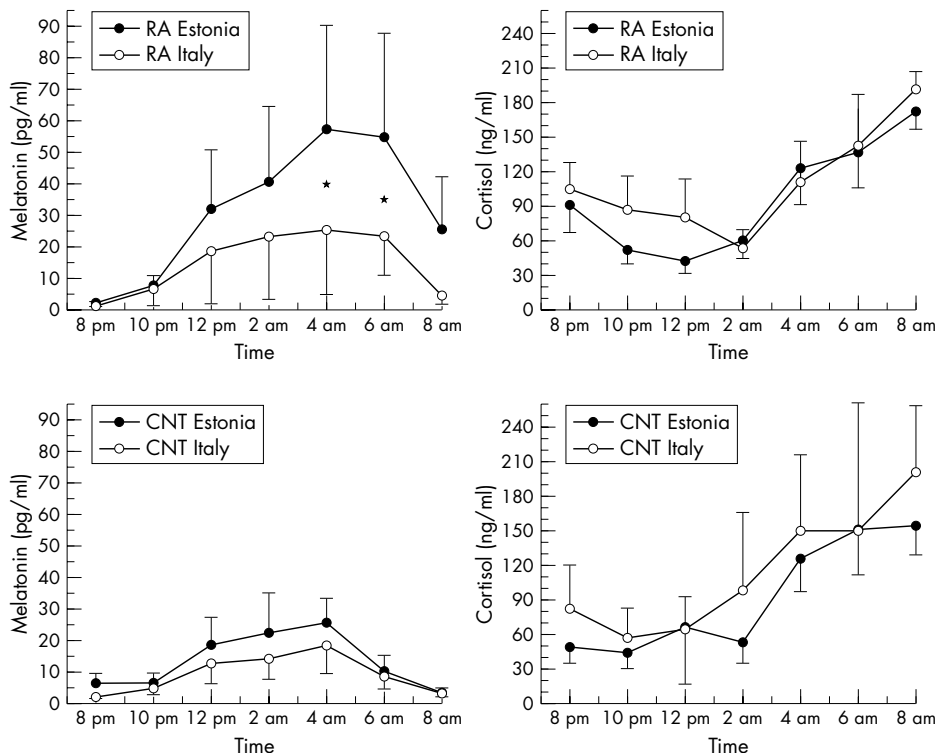 RA Estonia
RA Italy
Melatonin (pg/ml)
90
80
70
60
50
40
30
20
10
0
8 pm 10 pm 12 pm 2 am 4 am 6 am 8 am
Time
RA Estonia
RA Italy
Cortisol (ng/ml)
240
210
180
150
120
90
60
30
0
8 pm 10 pm 12 pm 2 am 4 am 6 am 8 am
Time
CNT Estonia
CNT Italy
Melatonin (pg/ml)
90
80
70
60
50
40
30
20
10
0
8 pm 10 pm 12 pm 2 am 4 am 6 am 8 am
Time
CNT Estonia
CNT Italy
Cortisol (ng/ml)
240
210
180
150
120
90
60
30
0
8 pm 10 pm 12 pm 2 am 4 am 6 am 8 am
Time